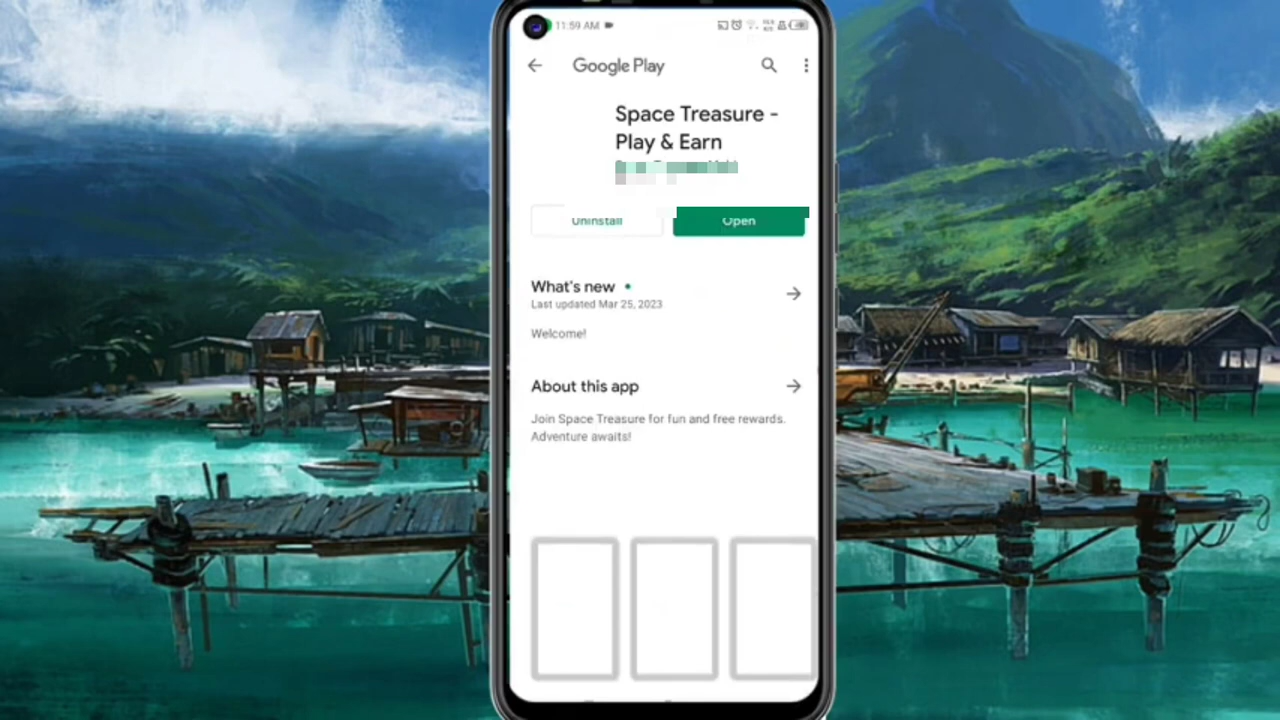 11:59 AM
Google Play
Space Treasure -
Play & Earn
Uninstall
Open
What's new
Last updated Mar 25, 2023
Welcome!
About this app
Join Space Treasure for fun and free rewards.
Adventure awaits!